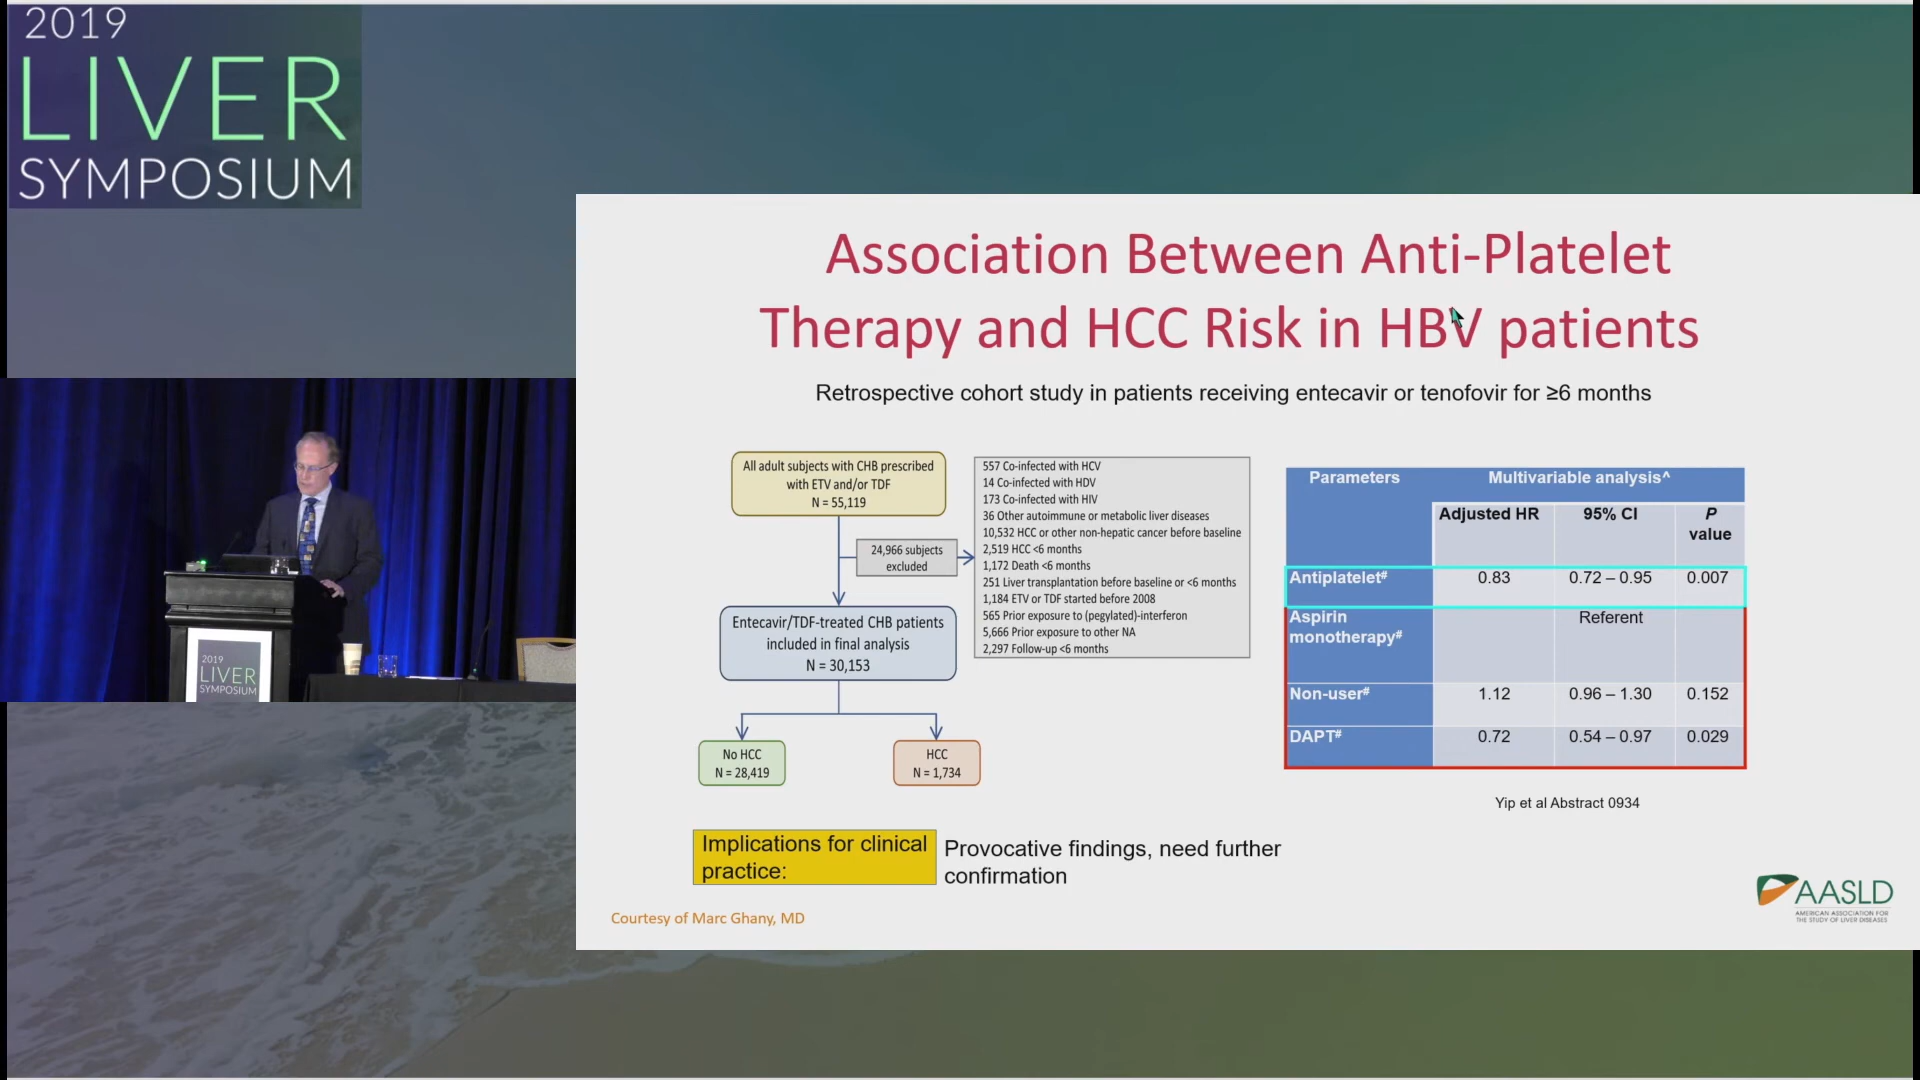 2019
LIVER
SYMPOSIUM
Association Between Anti-Platelet
Therapy and HCC Risk in HBV patients
Retrospective cohort study in patients receiving entecavir or tenofovir for ≥6 months
All adult subjects with CHB prescribed
with ETV and/or TDF
N = 55,119
24,966 subjects
excluded
557 Co-infected with HCV
14 Co-infected with HDV
173 Co-infected with HIV
36 Other autoimmune or metabolic liver diseases
10,532 HCC or other non-hepatic cancer before baseline
2,519 HCC <6 months
1,172 Death <6 months
251 Liver transplantation before baseline or <6 months
1,184 ETV or TDF started before 2008
565 Prior exposure to (pegylated)-interferon
5,666 Prior exposure to other NA
2,297 Follow-up <6 months
Entecavir/TDF-treated CHB patients
included in final analysis
N = 30,153
No HCC
N = 28,419
HCC
N = 1,734
Parameters Multivariable analysis^
Adjusted HR 95% CI P
value
Antiplatelet# 0.83 0.72 – 0.95 0.007
Aspirin Referent
monotherapy#
Non-user# 1.12 0.96 – 1.30 0.152
DAPT# 0.72 0.54 – 0.97 0.029
Yip et al Abstract 0934
Implications for clinical
practice:
Provocative findings, need further
confirmation
Courtesy of Marc Ghany, MD
AASLD
AMERICAN ASSOCIATION FOR
THE STUDY OF LIVER DISEASES
2019
LIVER
SYMPOSIUM